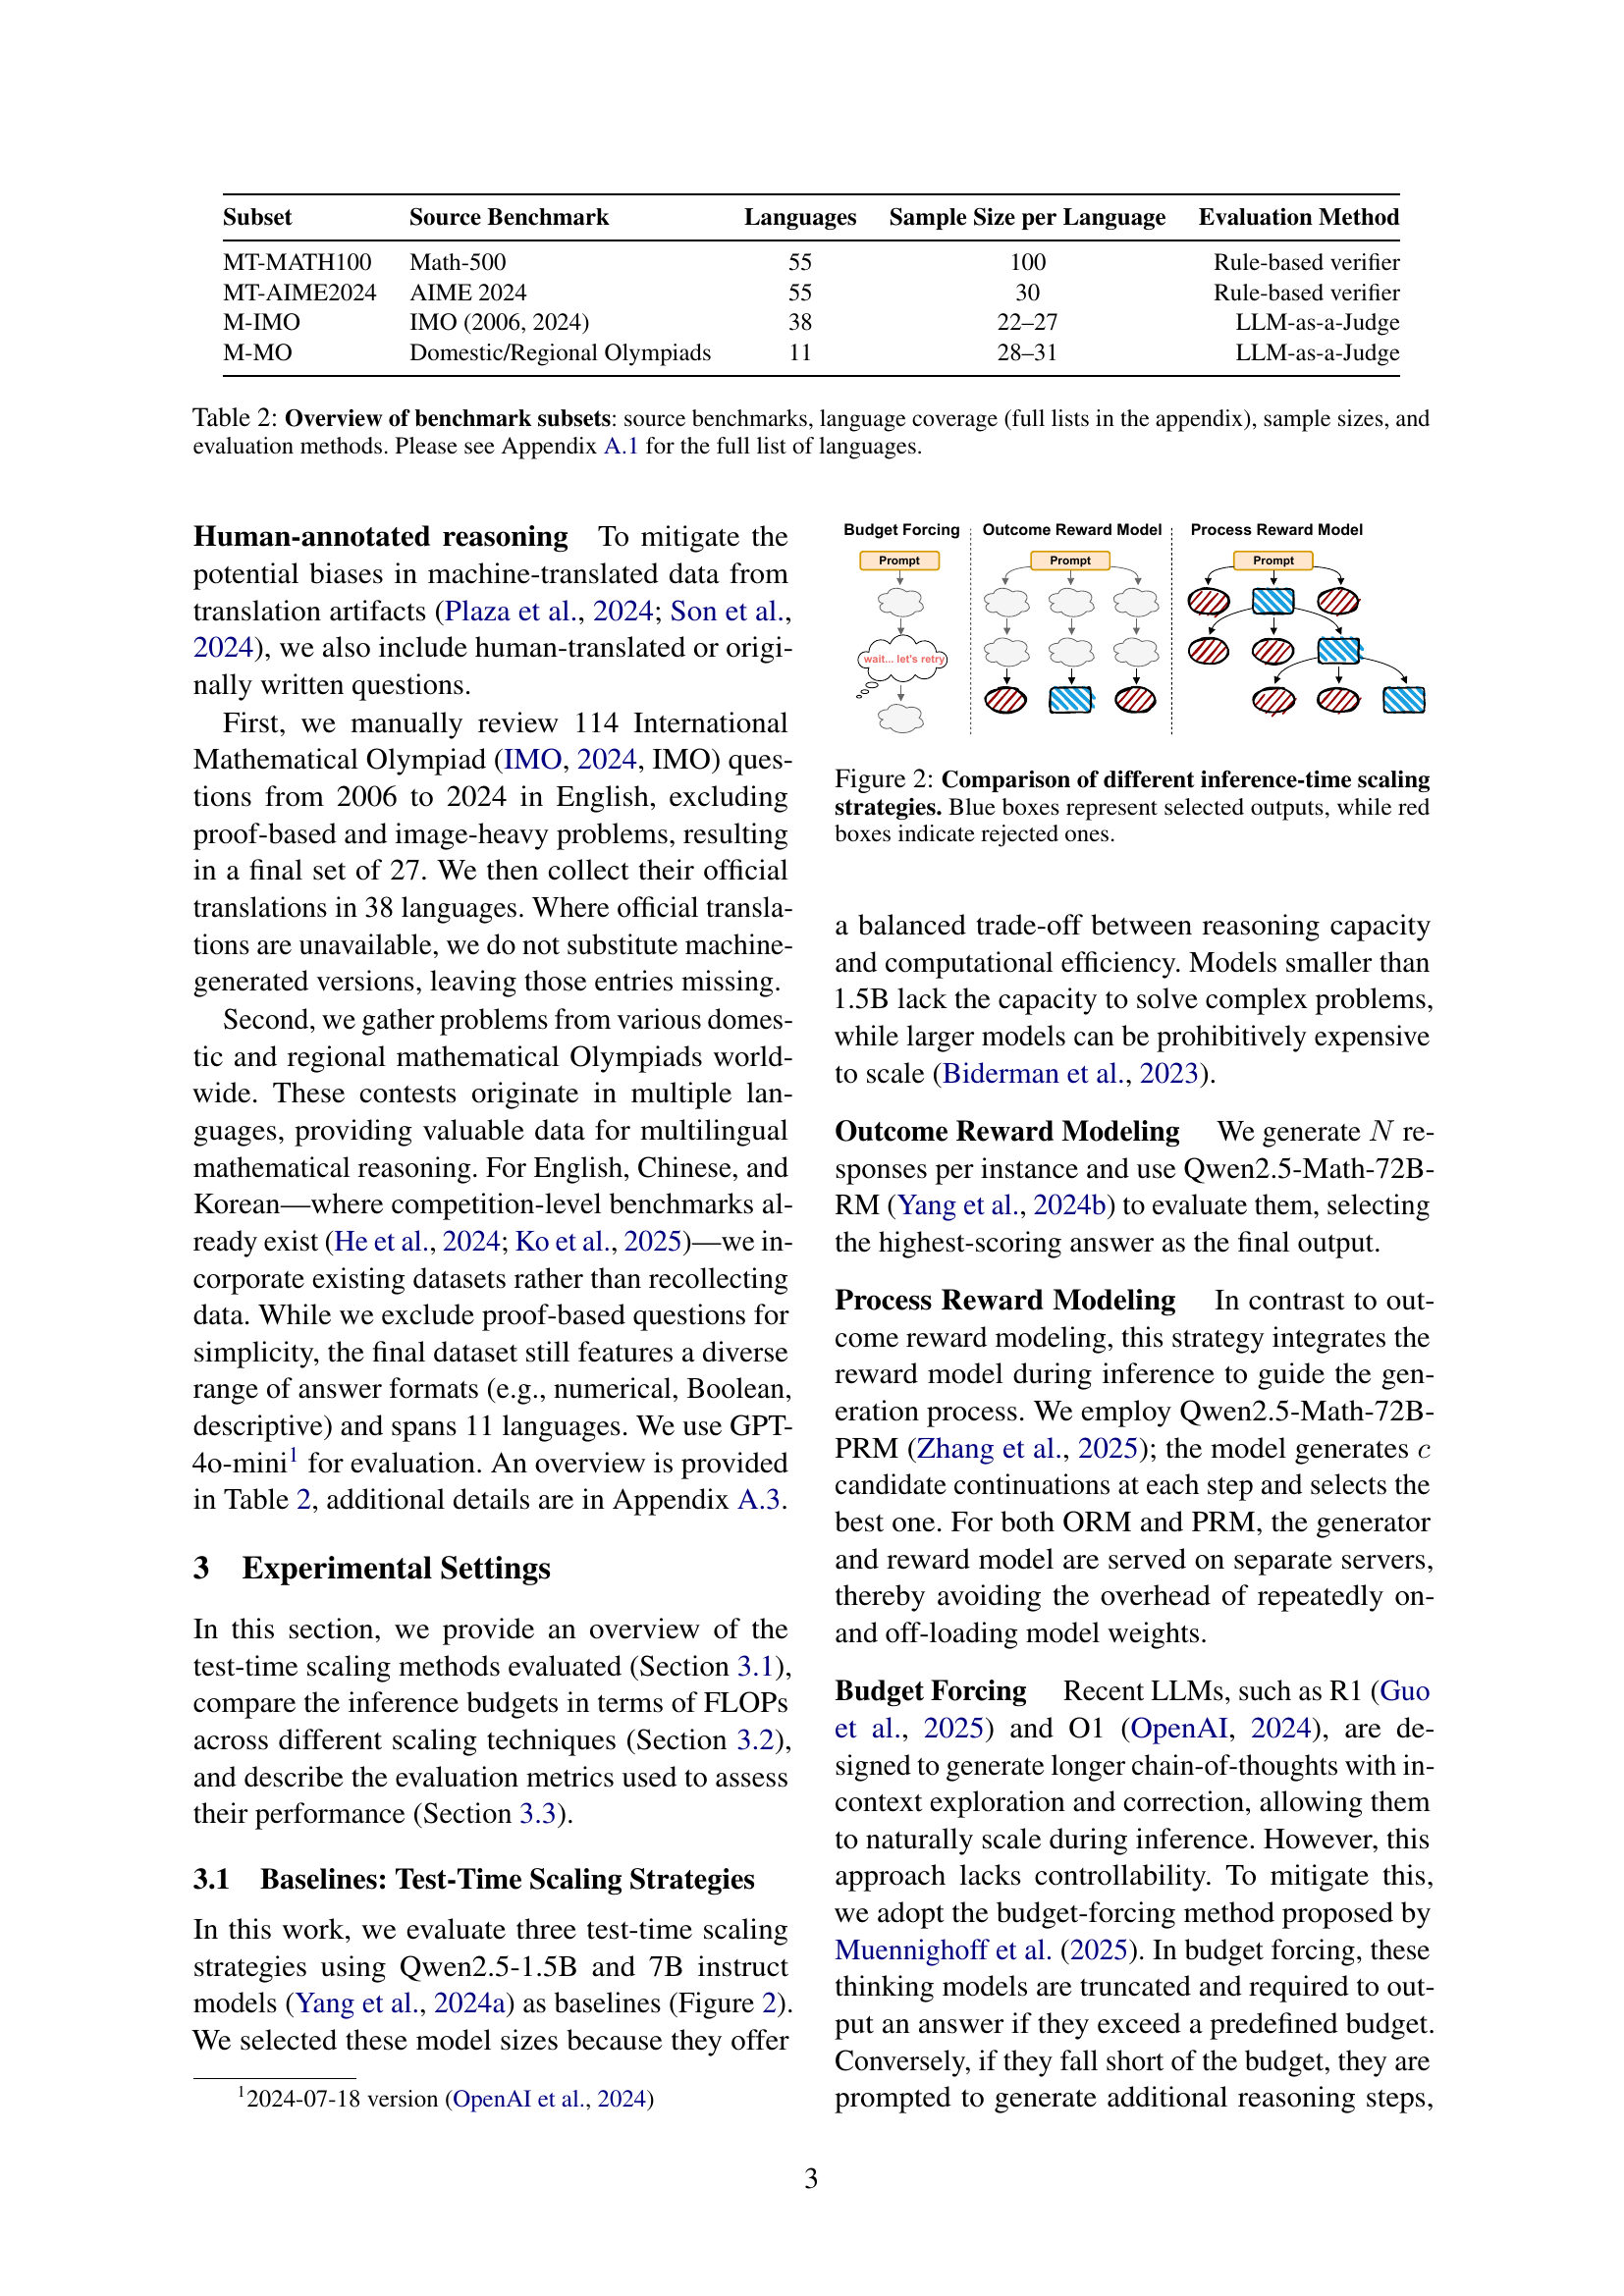 Subset Source Benchmark Languages Sample Size per Language Evaluation Method
MT-MATH100 Math-500 55 100 Rule-based verifier
MT-AIME2024 AIME 2024 55 30 Rule-based verifier
M-IMO IMO (2006, 2024) 38 22–27 LLM-as-a-Judge
M-MO Domestic/Regional Olympiads 11 28–31 LLM-as-a-Judge
Table 2: Overview of benchmark subsets: source benchmarks, language coverage (full lists in the appendix), sample sizes, and
evaluation methods. Please see Appendix A.1 for the full list of languages.
Human-annotated reasoning To mitigate the
potential biases in machine-translated data from
translation artifacts (Plaza et al., 2024; Son et al.,
2024), we also include human-translated or origi-
nally written questions.
First, we manually review 114 International
Mathematical Olympiad (IMO, 2024, IMO) ques-
tions from 2006 to 2024 in English, excluding
proof-based and image-heavy problems, resulting
in a final set of 27. We then collect their official
translations in 38 languages. Where official transla-
tions are unavailable, we do not substitute machine-
generated versions, leaving those entries missing.
Second, we gather problems from various domes-
tic and regional mathematical Olympiads world-
wide. These contests originate in multiple lan-
guages, providing valuable data for multilingual
mathematical reasoning. For English, Chinese, and
Korean—where competition-level benchmarks al-
ready exist (He et al., 2024; Ko et al., 2025)—we in-
corporate existing datasets rather than recollecting
data. While we exclude proof-based questions for
simplicity, the final dataset still features a diverse
range of answer formats (e.g., numerical, Boolean,
descriptive) and spans 11 languages. We use GPT-
4o-mini1 for evaluation. An overview is provided
in Table 2, additional details are in Appendix A.3.
3 Experimental Settings
In this section, we provide an overview of the
test-time scaling methods evaluated (Section 3.1),
compare the inference budgets in terms of FLOPs
across different scaling techniques (Section 3.2),
and describe the evaluation metrics used to assess
their performance (Section 3.3).
3.1 Baselines: Test-Time Scaling Strategies
In this work, we evaluate three test-time scaling
strategies using Qwen2.5-1.5B and 7B instruct
models (Yang et al., 2024a) as baselines (Figure 2).
We selected these model sizes because they offer
12024-07-18 version (OpenAI et al., 2024)
Budget Forcing Outcome Reward Model Process Reward Model
Prompt Prompt Prompt
wait... let's retry
Figure 2: Comparison of different inference-time scaling
strategies. Blue boxes represent selected outputs, while red
boxes indicate rejected ones.
a balanced trade-off between reasoning capacity
and computational efficiency. Models smaller than
1.5B lack the capacity to solve complex problems,
while larger models can be prohibitively expensive
to scale (Biderman et al., 2023).
Outcome Reward Modeling We generate N re-
sponses per instance and use Qwen2.5-Math-72B-
RM (Yang et al., 2024b) to evaluate them, selecting
the highest-scoring answer as the final output.
Process Reward Modeling In contrast to out-
come reward modeling, this strategy integrates the
reward model during inference to guide the gen-
eration process. We employ Qwen2.5-Math-72B-
PRM (Zhang et al., 2025); the model generates c
candidate continuations at each step and selects the
best one. For both ORM and PRM, the generator
and reward model are served on separate servers,
thereby avoiding the overhead of repeatedly on-
and off-loading model weights.
Budget Forcing Recent LLMs, such as R1 (Guo
et al., 2025) and O1 (OpenAI, 2024), are de-
signed to generate longer chain-of-thoughts with in-
context exploration and correction, allowing them
to naturally scale during inference. However, this
approach lacks controllability. To mitigate this,
we adopt the budget-forcing method proposed by
Muennighoff et al. (2025). In budget forcing, these
thinking models are truncated and required to out-
put an answer if they exceed a predefined budget.
Conversely, if they fall short of the budget, they are
prompted to generate additional reasoning steps,
3